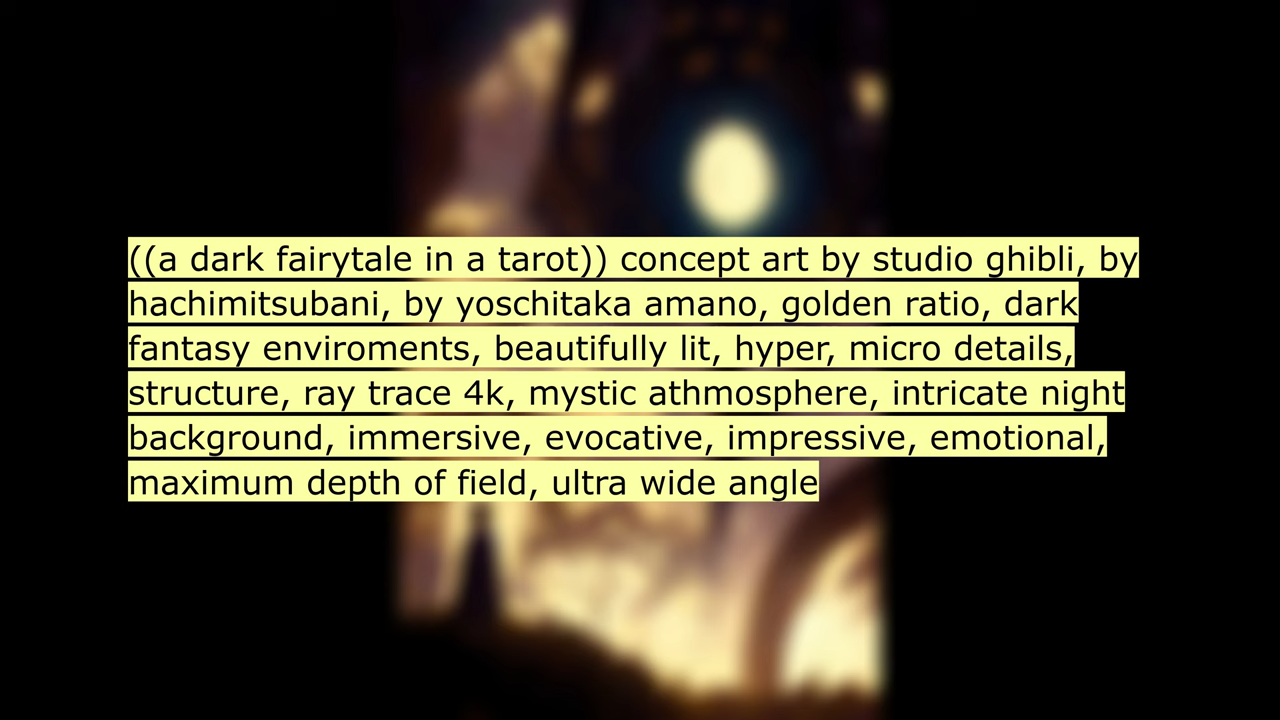 ((a dark fairytale in a tarot)) concept art by studio ghibli, by
hachimitsubani, by yoschitaka amano, golden ratio, dark
fantasy enviroments, beautifully lit, hyper, micro details,
structure, ray trace 4k, mystic athmosphere, intricate night
background, immersive, evocative, impressive, emotional,
maximum depth of field, ultra wide angle